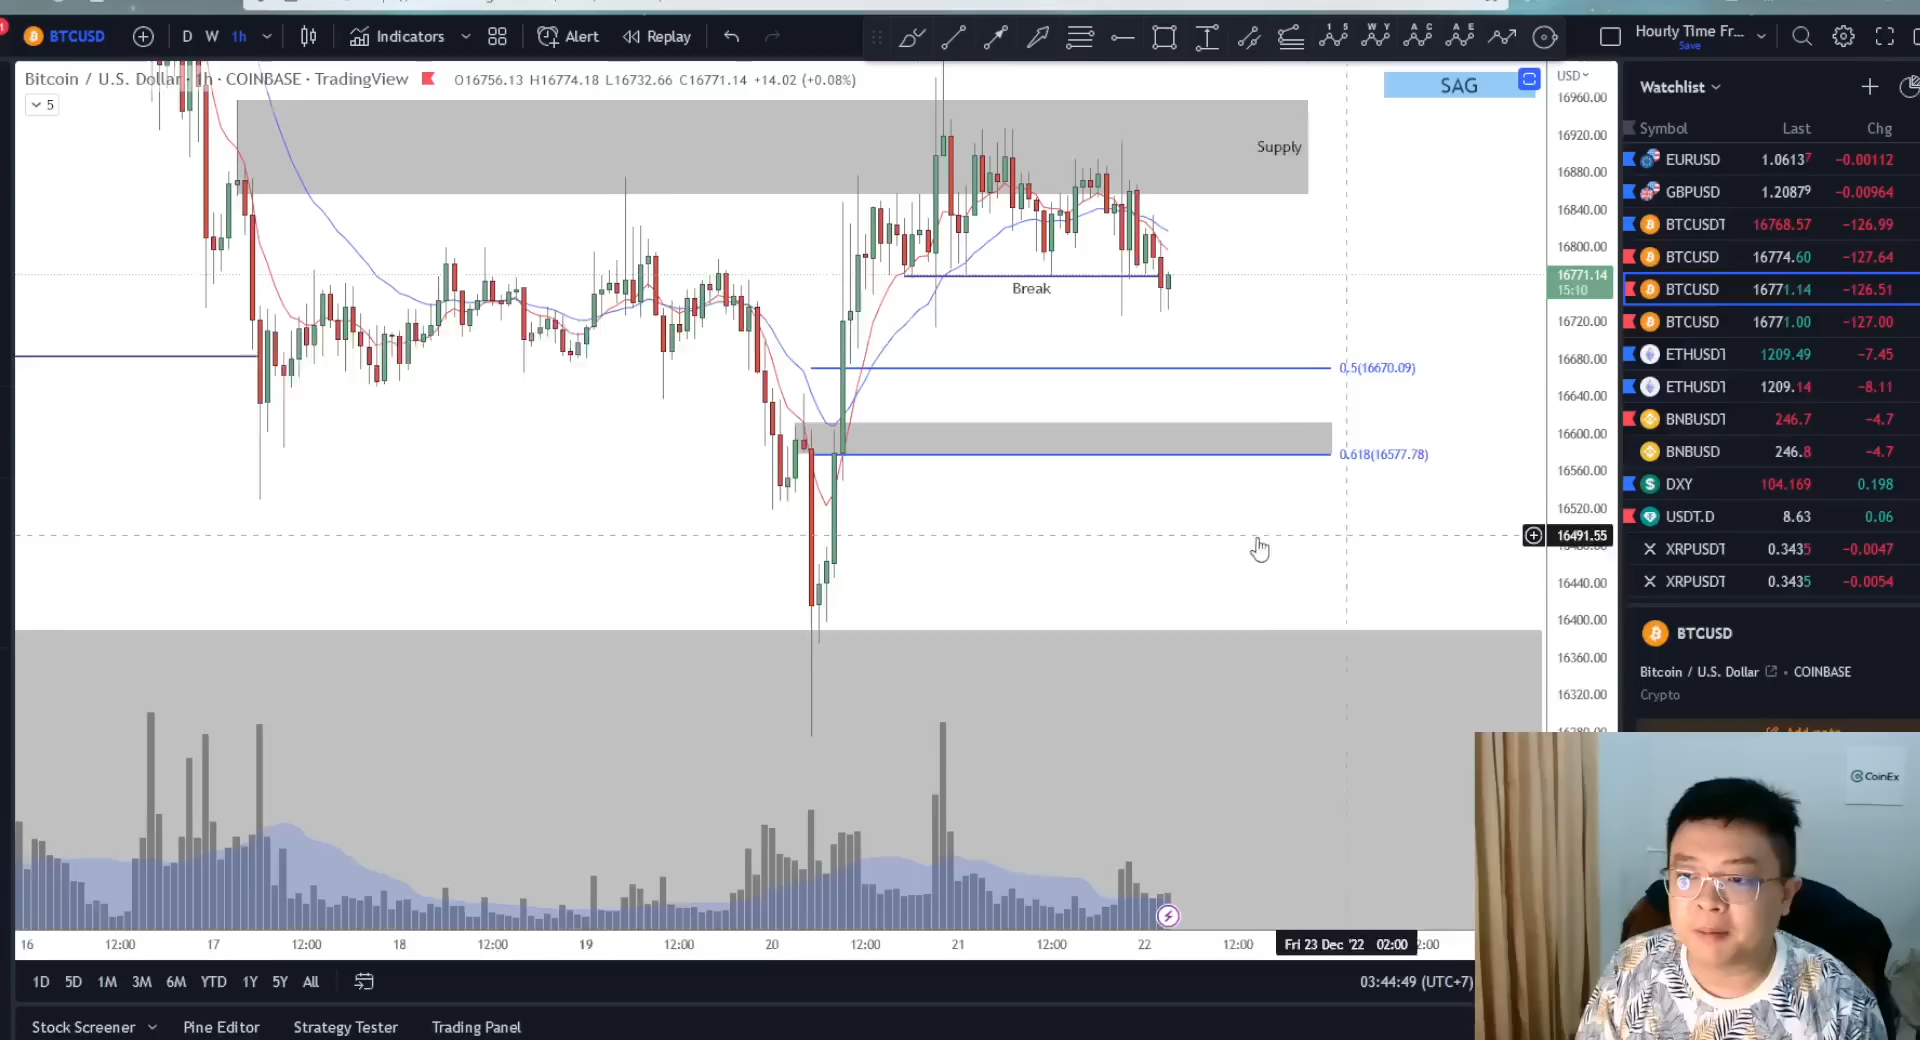 BTCUSD
D W 1h
Indicators
Alert
Replay
Hourly Time Fr...
Save
Bitcoin / U.S. Dollar · 1h · COINBASE · TradingView O16756.13 H16774.18 L16732.66 C16771.14 +14.02 (+0.08%)
5
SAG
USD
16960.00
16920.00
16880.00
16840.00
16800.00
16771.14
15:10
16720.00
16680.00
16640.00
16600.00
16560.00
16520.00
16491.55
16440.00
16400.00
16360.00
16320.00
Supply
Break
0.5(16670.09)
0.618(16577.78)
16 12:00 17 12:00 18 12:00 19 12:00 20 12:00 21 12:00 22 12:00 Fri 23 Dec '22 02:00 2:00
1D 5D 1M 3M 6M YTD 1Y 5Y All
03:44:49 (UTC+7)
Stock Screener Pine Editor Strategy Tester Trading Panel
Watchlist
Symbol Last Chg
EURUSD 1.06137 −0.00112
GBPUSD 1.20879 −0.00964
BTCUSDT 16768.57 −126.99
BTCUSD 16774.60 −127.64
BTCUSD 16771.14 −126.51
BTCUSD 16771.00 −127.00
ETHUSDT 1209.49 −7.45
ETHUSDT 1209.14 −8.11
BNBUSDT 246.7 −4.7
BNBUSD 246.8 −4.7
DXY 104.169 0.198
USDT.D 8.63 0.06
XRPUSDT 0.3435 −0.0047
XRPUSDT 0.3435 −0.0054
BTCUSD
Bitcoin / U.S. Dollar · COINBASE
Crypto
CoinEx